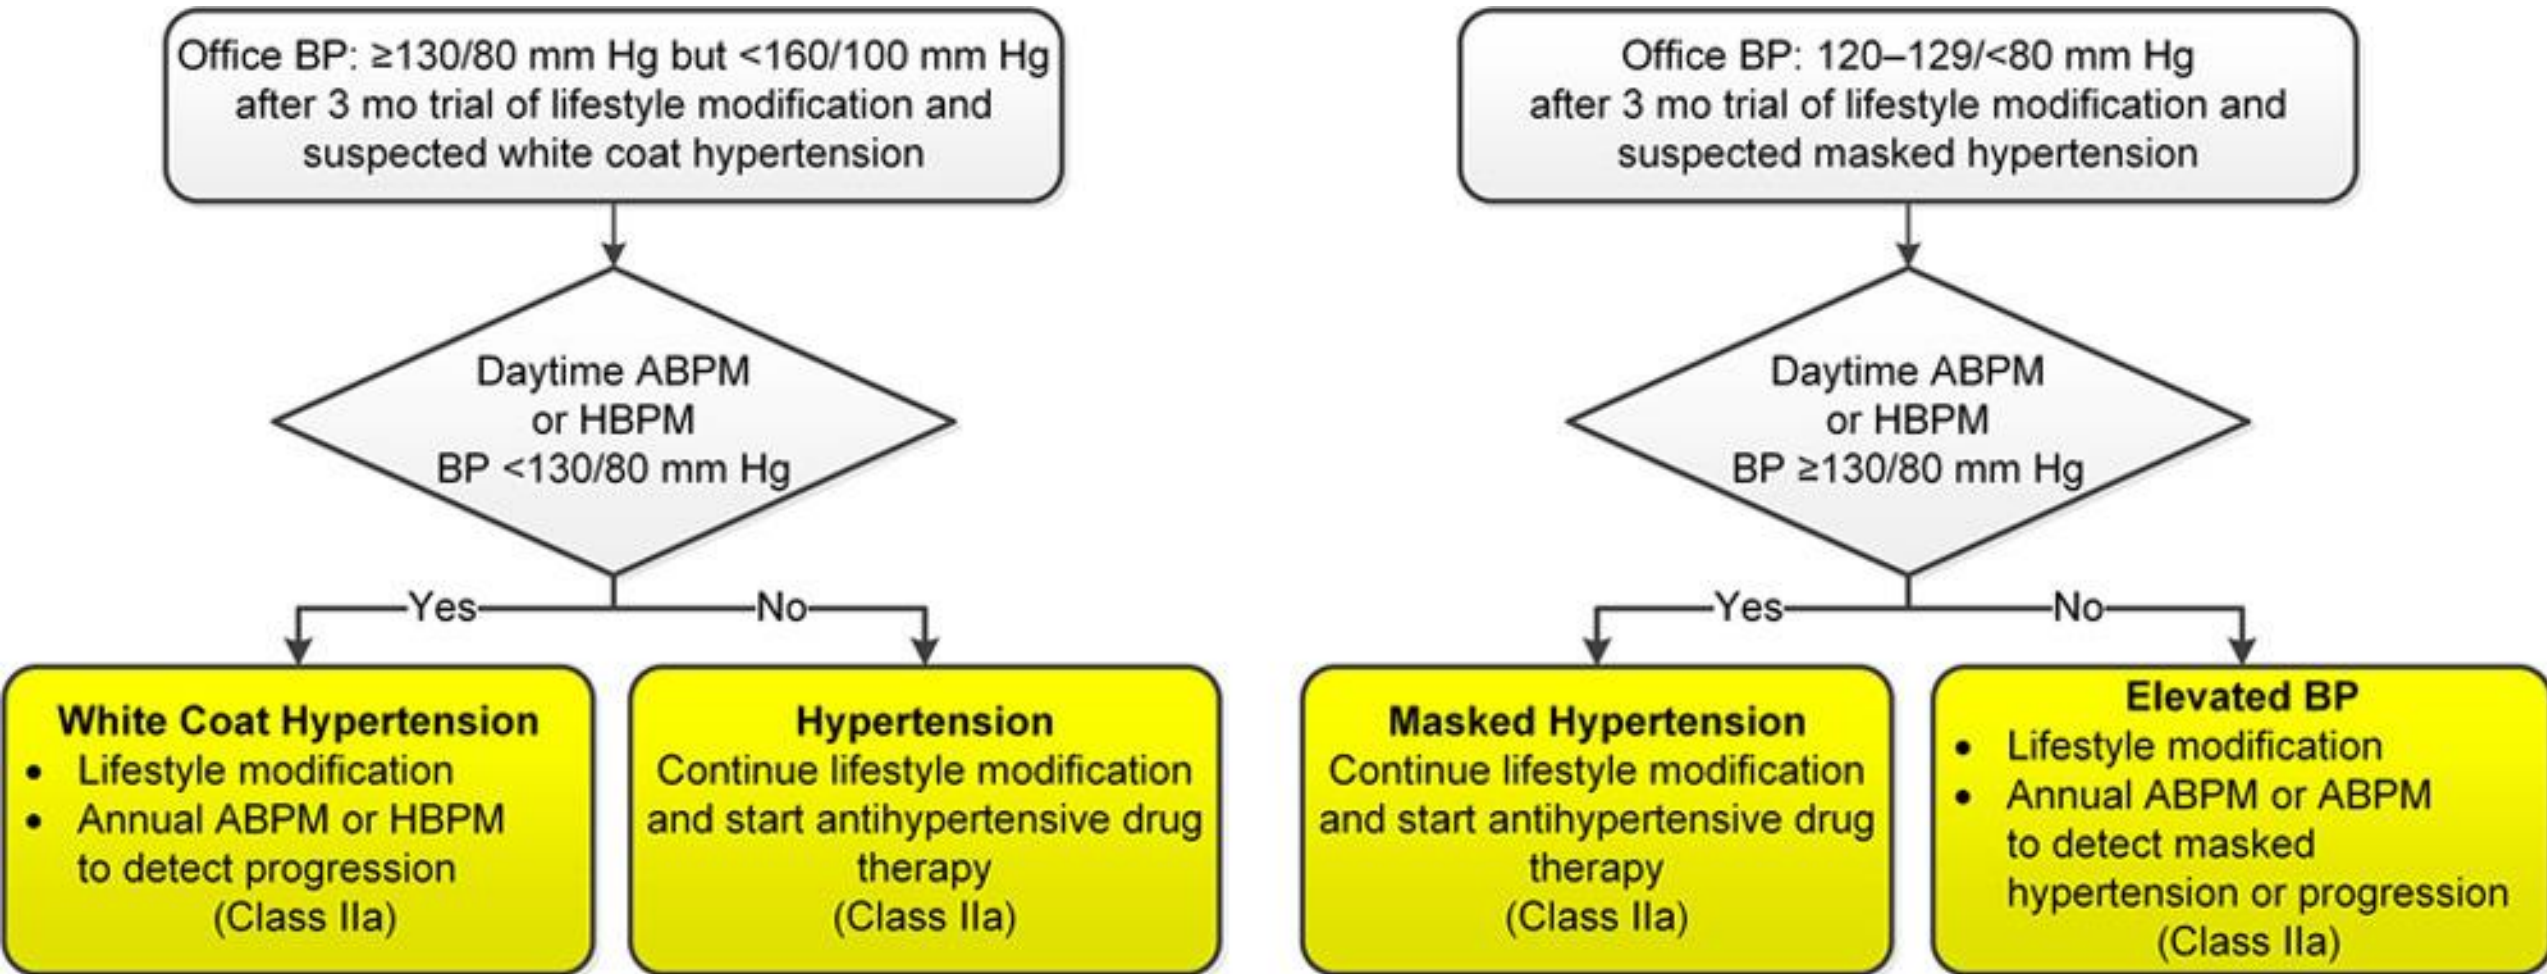 Office BP: ≥130/80 mm Hg but <160/100 mm Hg
after 3 mo trial of lifestyle modification and
suspected white coat hypertension
Daytime ABPM
or HBPM
BP <130/80 mm Hg
Yes
No
White Coat Hypertension
• Lifestyle modification
• Annual ABPM or HBPM
to detect progression
(Class IIa)
Hypertension
Continue lifestyle modification
and start antihypertensive drug
therapy
(Class IIa)
Office BP: 120–129/<80 mm Hg
after 3 mo trial of lifestyle modification and
suspected masked hypertension
Daytime ABPM
or HBPM
BP ≥130/80 mm Hg
Yes
No
Masked Hypertension
Continue lifestyle modification
and start antihypertensive drug
therapy
(Class IIa)
Elevated BP
• Lifestyle modification
• Annual ABPM or ABPM
to detect masked
hypertension or progression
(Class IIa)